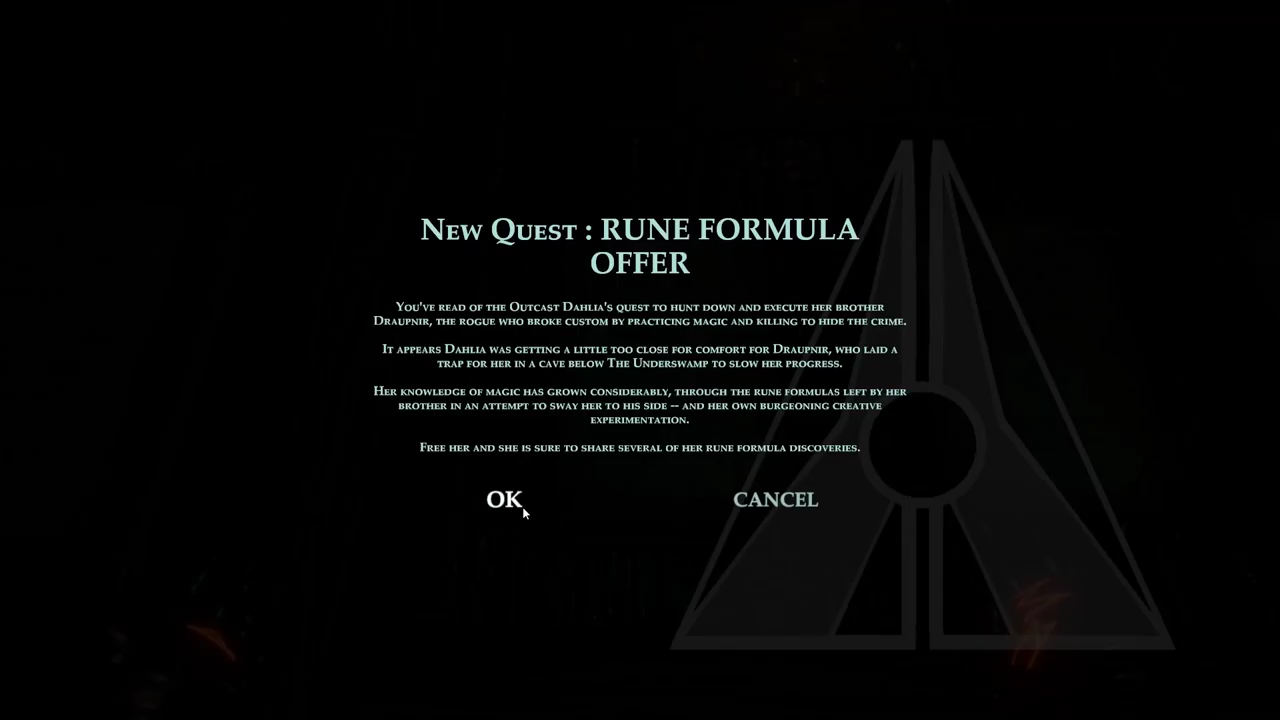 New Quest : RUNE FORMULA
OFFER
You've read of the Outcast Dahlia's quest to hunt down and execute her brother
Draupnir, the rogue who broke custom by practicing magic and killing to hide the crime.
It appears Dahlia was getting a little too close for comfort for Draupnir, who laid a
trap for her in a cave below The Underswamp to slow her progress.
Her knowledge of magic has grown considerably, through the rune formulas left by her
brother in an attempt to sway her to his side -- and her own burgeoning creative
experimentation.
Free her and she is sure to share several of her rune formula discoveries.
OK
CANCEL